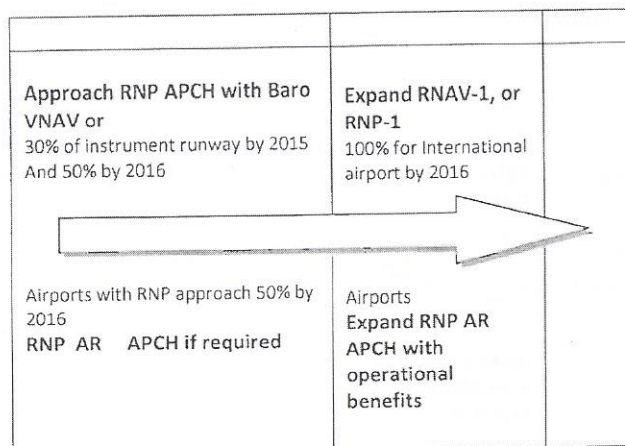 Approach RNP APCH with Baro
VNAV or
30% of instrument runway by 2015
And 50% by 2016
Airports with RNP approach 50% by
2016
RNP AR APCH if required
Expand RNAV-1, or
RNP-1
100% for International
airport by 2016
Airports
Expand RNP AR
APCH with
operational
benefits